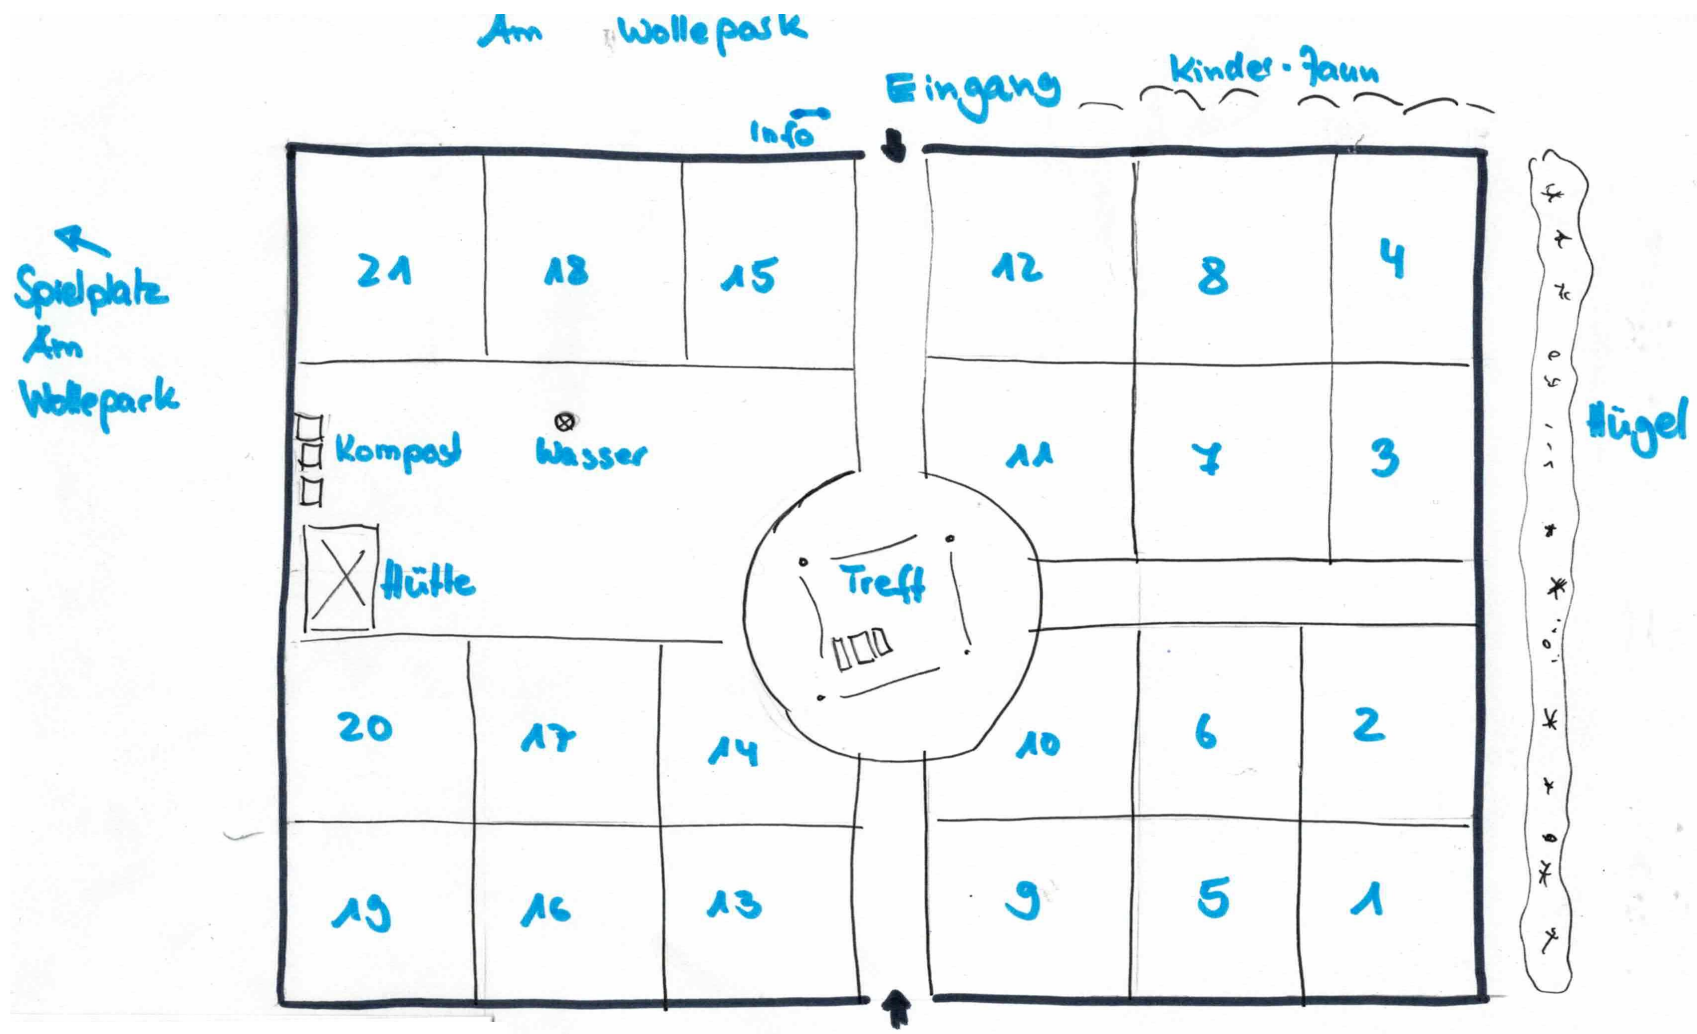 Am Wollepark
Eingang
Kinder-Zaun
Info
21 18 15 12 8 4
Spielplatz
Am
Wollepark
Kompost Wasser 11 7 3 Hügel
Hütte Treff
20 17 14 10 6 2
19 16 13 9 5 1